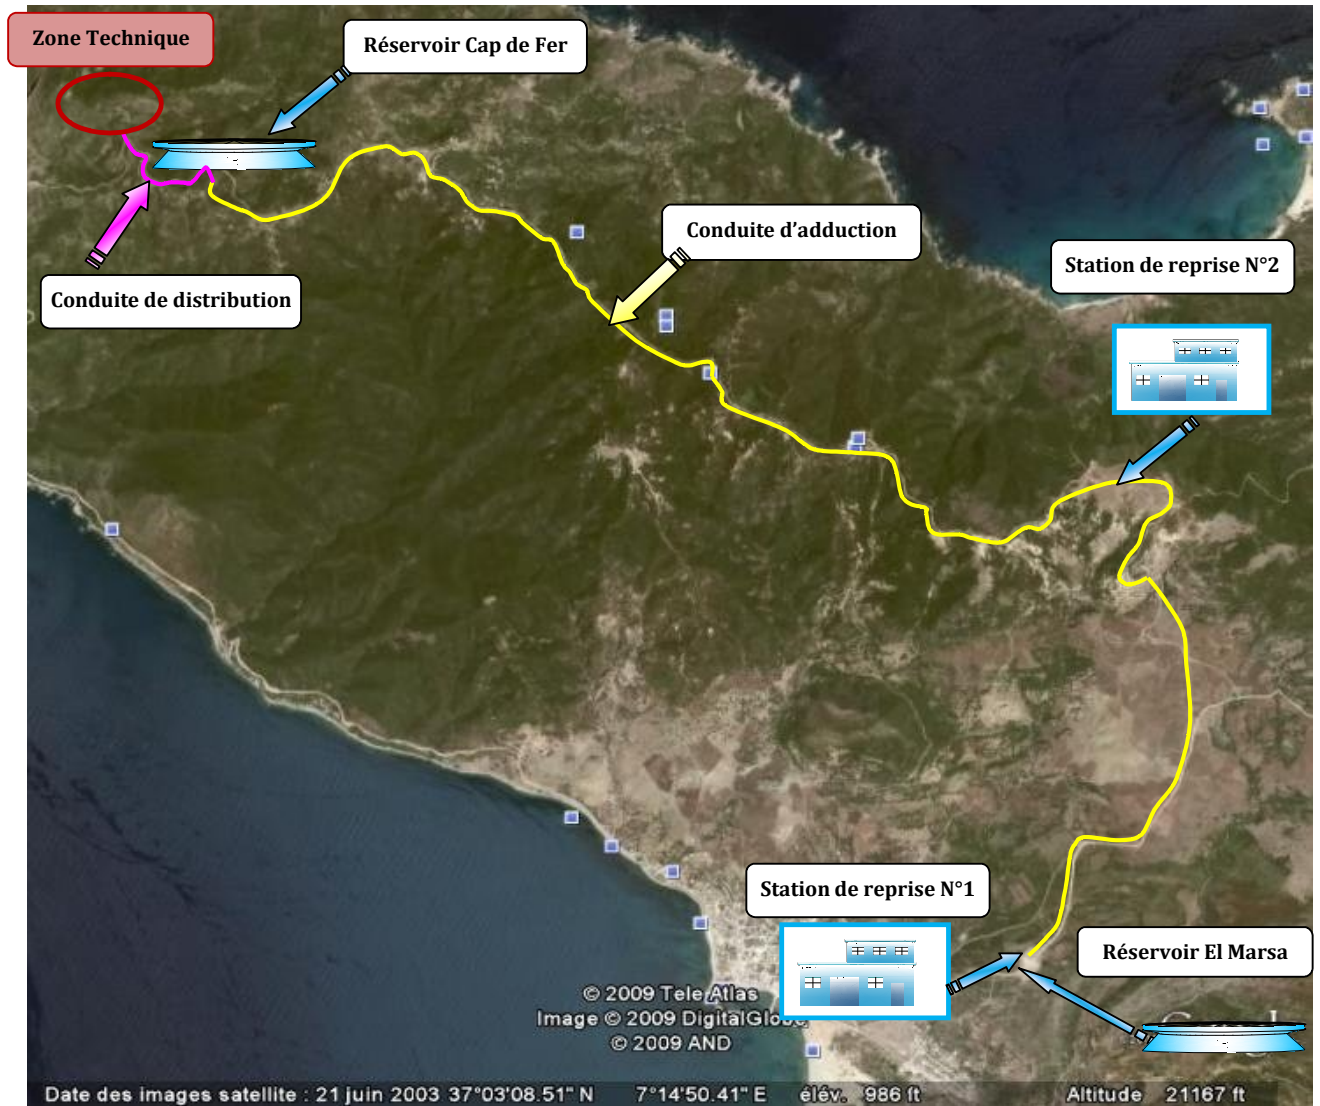 Zone Technique
Réservoir Cap de Fer
Conduite d’adduction
Station de reprise N°2
Conduite de distribution
Station de reprise N°1
Réservoir El Marsa
© 2009 Tele Atlas
Image © 2009 DigitalGlobe
© 2009 AND
Date des images satellite : 21 juin 2003 37°03'08.51" N 7°14'50.41" E élév. 986 ft Altitude 21167 ft